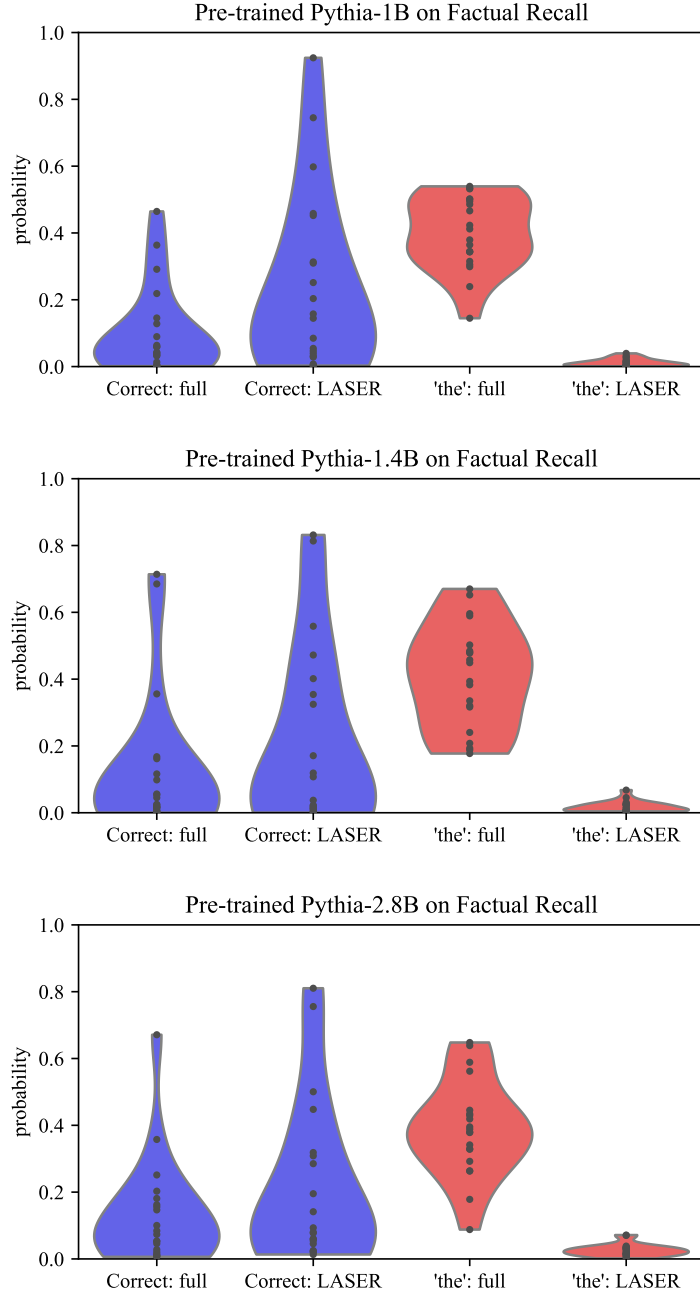 Pre-trained Pythia-1B on Factual Recall
1.0
0.8
0.6
0.4
0.2
0.0
probability
Correct: full Correct: LASER 'the': full 'the': LASER
Pre-trained Pythia-1.4B on Factual Recall
1.0
0.8
0.6
0.4
0.2
0.0
probability
Correct: full Correct: LASER 'the': full 'the': LASER
Pre-trained Pythia-2.8B on Factual Recall
1.0
0.8
0.6
0.4
0.2
0.0
probability
Correct: full Correct: LASER 'the': full 'the': LASER